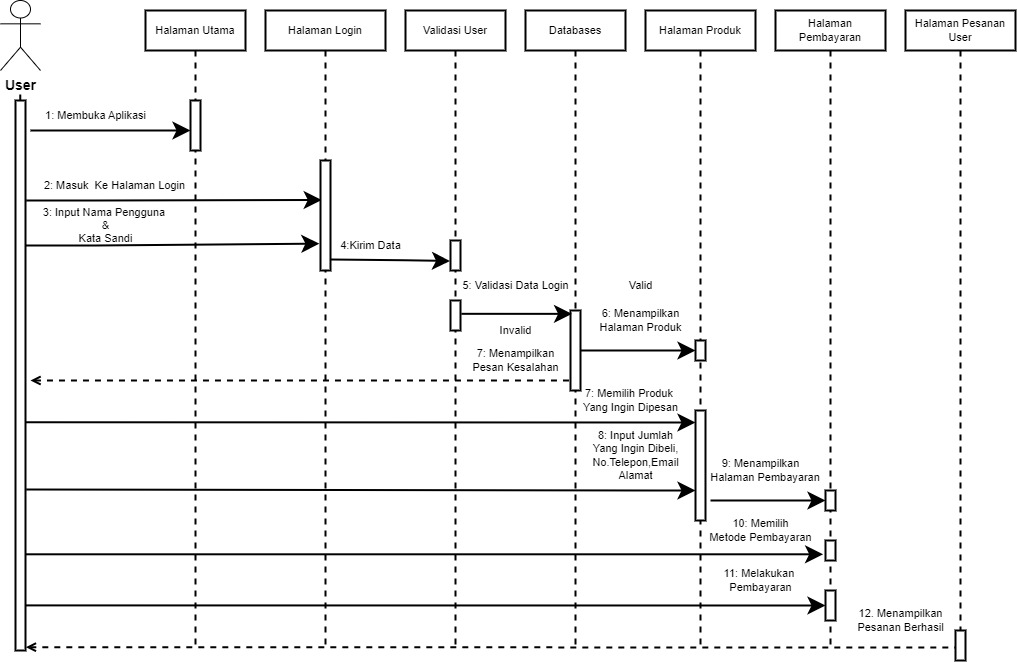 Halaman Utama
Halaman Login
Validasi User
Databases
Halaman Produk
Halaman
Pembayaran
Halaman Pesanan
User
User
1: Membuka Aplikasi
2: Masuk  Ke Halaman Login
3: Input Nama Pengguna
&
Kata Sandi
4:Kirim Data
5: Validasi Data Login
Valid
6: Menampilkan
Halaman Produk
Invalid
7: Menampilkan
Pesan Kesalahan
7: Memilih Produk
Yang Ingin Dipesan
8: Input Jumlah
Yang Ingin Dibeli,
No.Telepon,Email
Alamat
9: Menampilkan
Halaman Pembayaran
10: Memilih
Metode Pembayaran
11: Melakukan
Pembayaran
12. Menampilkan
Pesanan Berhasil